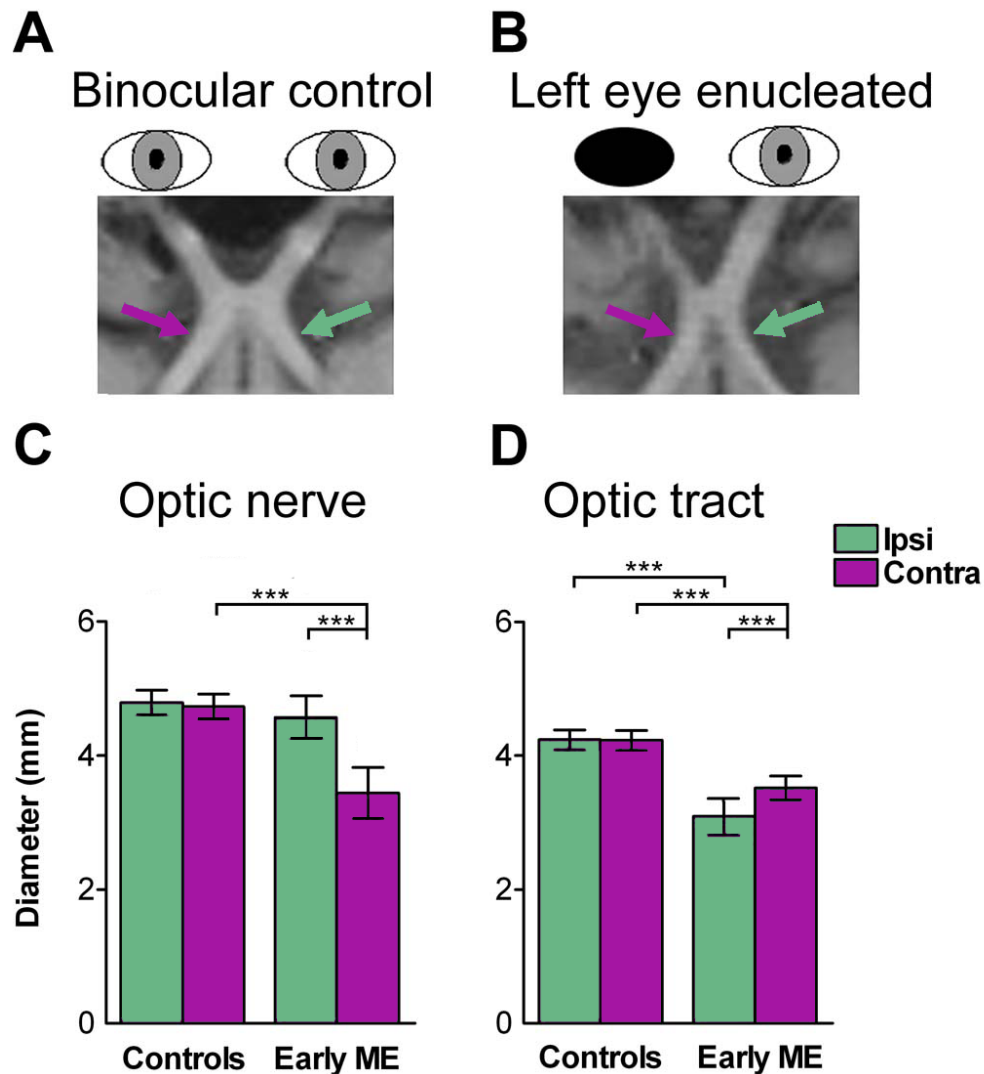 A
Binocular control
B
Left eye enucleated
C
Optic nerve
D
Optic tract
Ipsi
Contra
***
***
***
***
***
6
4
2
0
Diameter (mm)
Controls
Early ME
6
4
2
0
Controls
Early ME